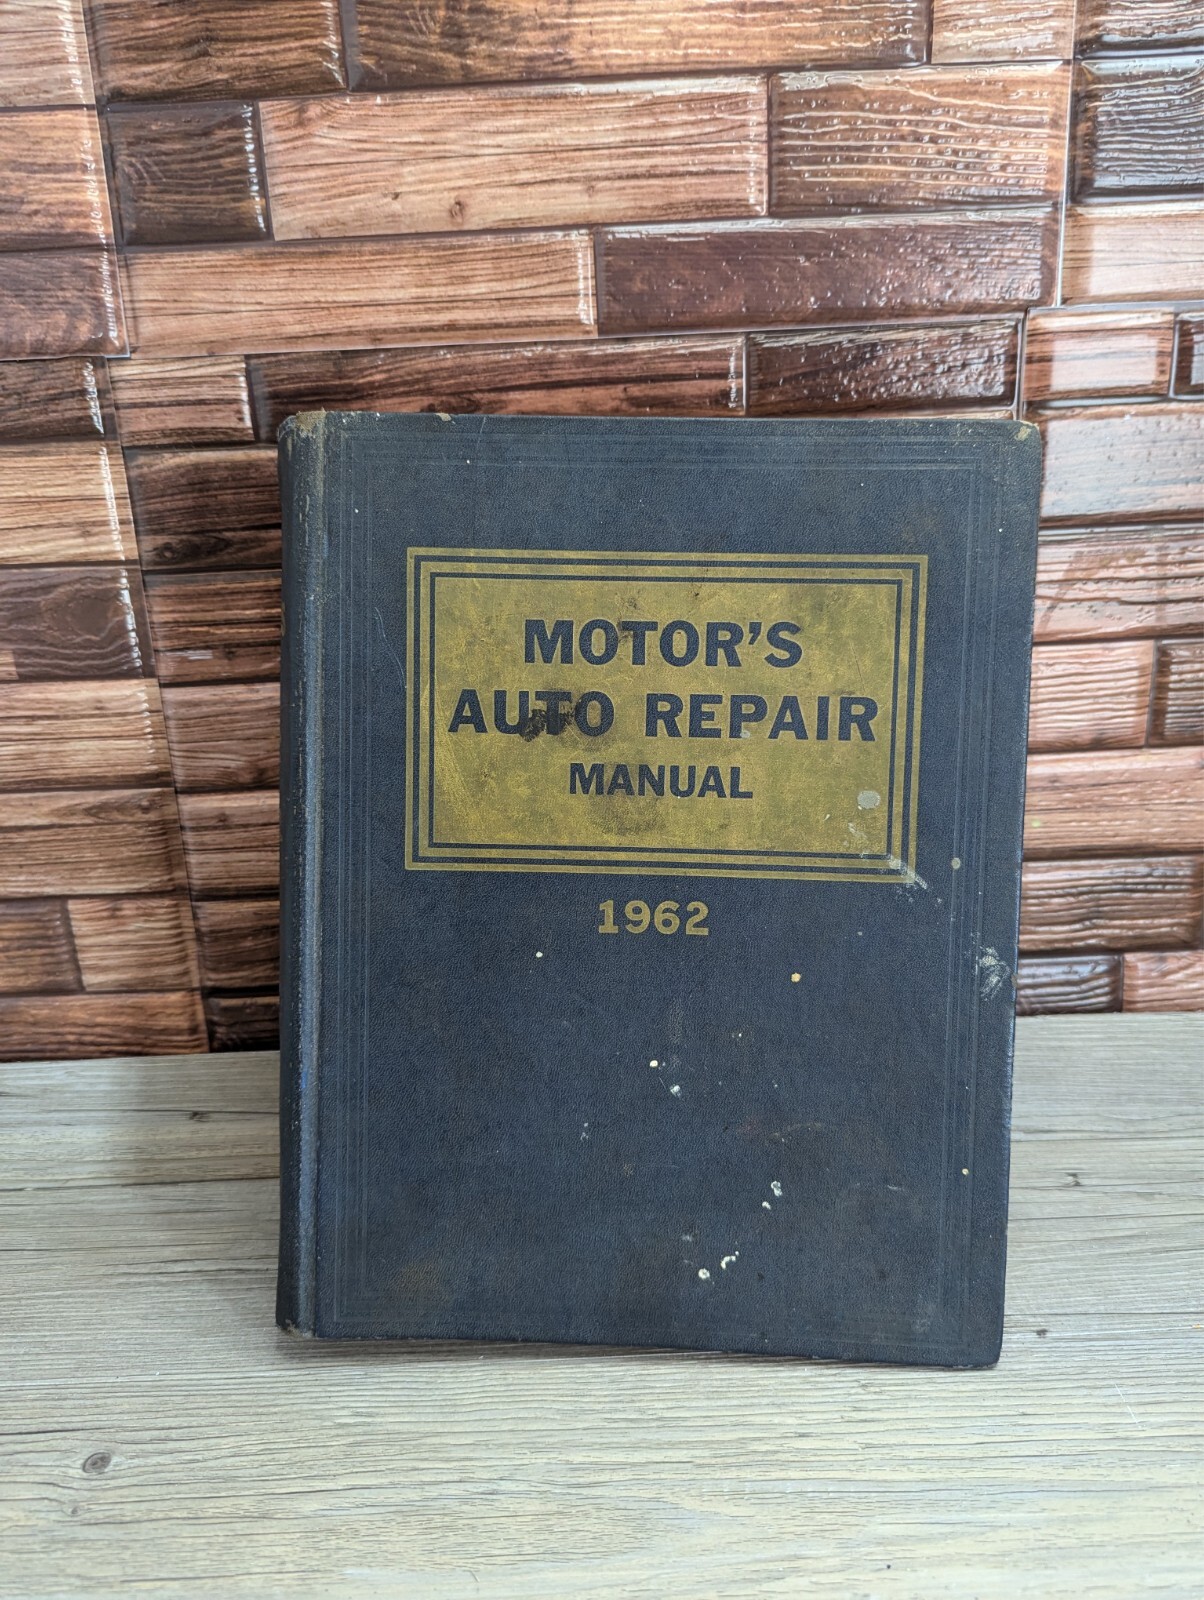 MOTOR'S
AUTO REPAIR
MANUAL
1962